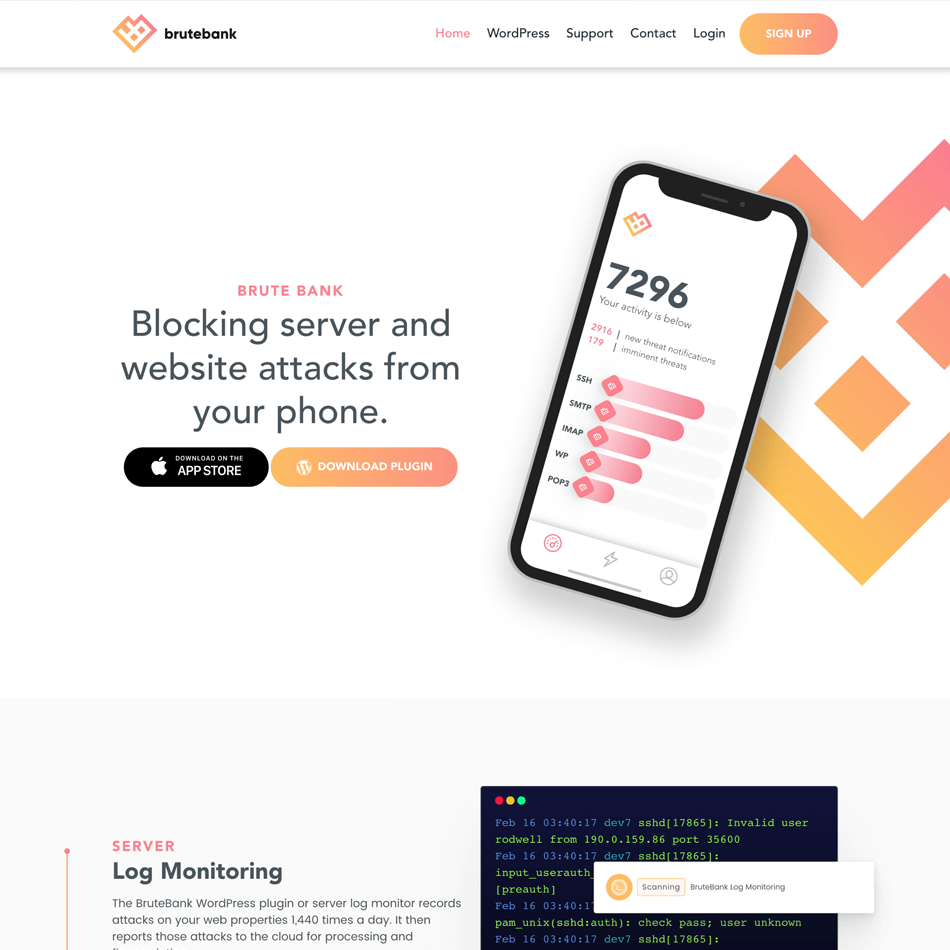 brutebank
Home WordPress Support Contact Login SIGN UP
BRUTE BANK
Blocking server and
website attacks from
your phone.
DOWNLOAD ON THE
APP STORE
DOWNLOAD PLUGIN
7296
Your activity is below
2916 | new threat notifications
179 | imminent threats
SSH
SMTP
IMAP
WP
POP3
SERVER
Log Monitoring
The BruteBank WordPress plugin or server log monitor records
attacks on your web properties 1,440 times a day. It then
reports those attacks to the cloud for processing and
Feb 16 03:40:17 dev7 sshd[17865]: Invalid user
rodwell from 190.0.159.86 port 35600
Feb 16 03:40:17 dev7 sshd[17865]:
input_userauth_
[preauth]
Feb 16 03:40:1
pam_unix(sshd:auth): check pass; user unknown
Feb 16 03:40:17 dev7 sshd[17865]:
Scanning BruteBank Log Monitoring